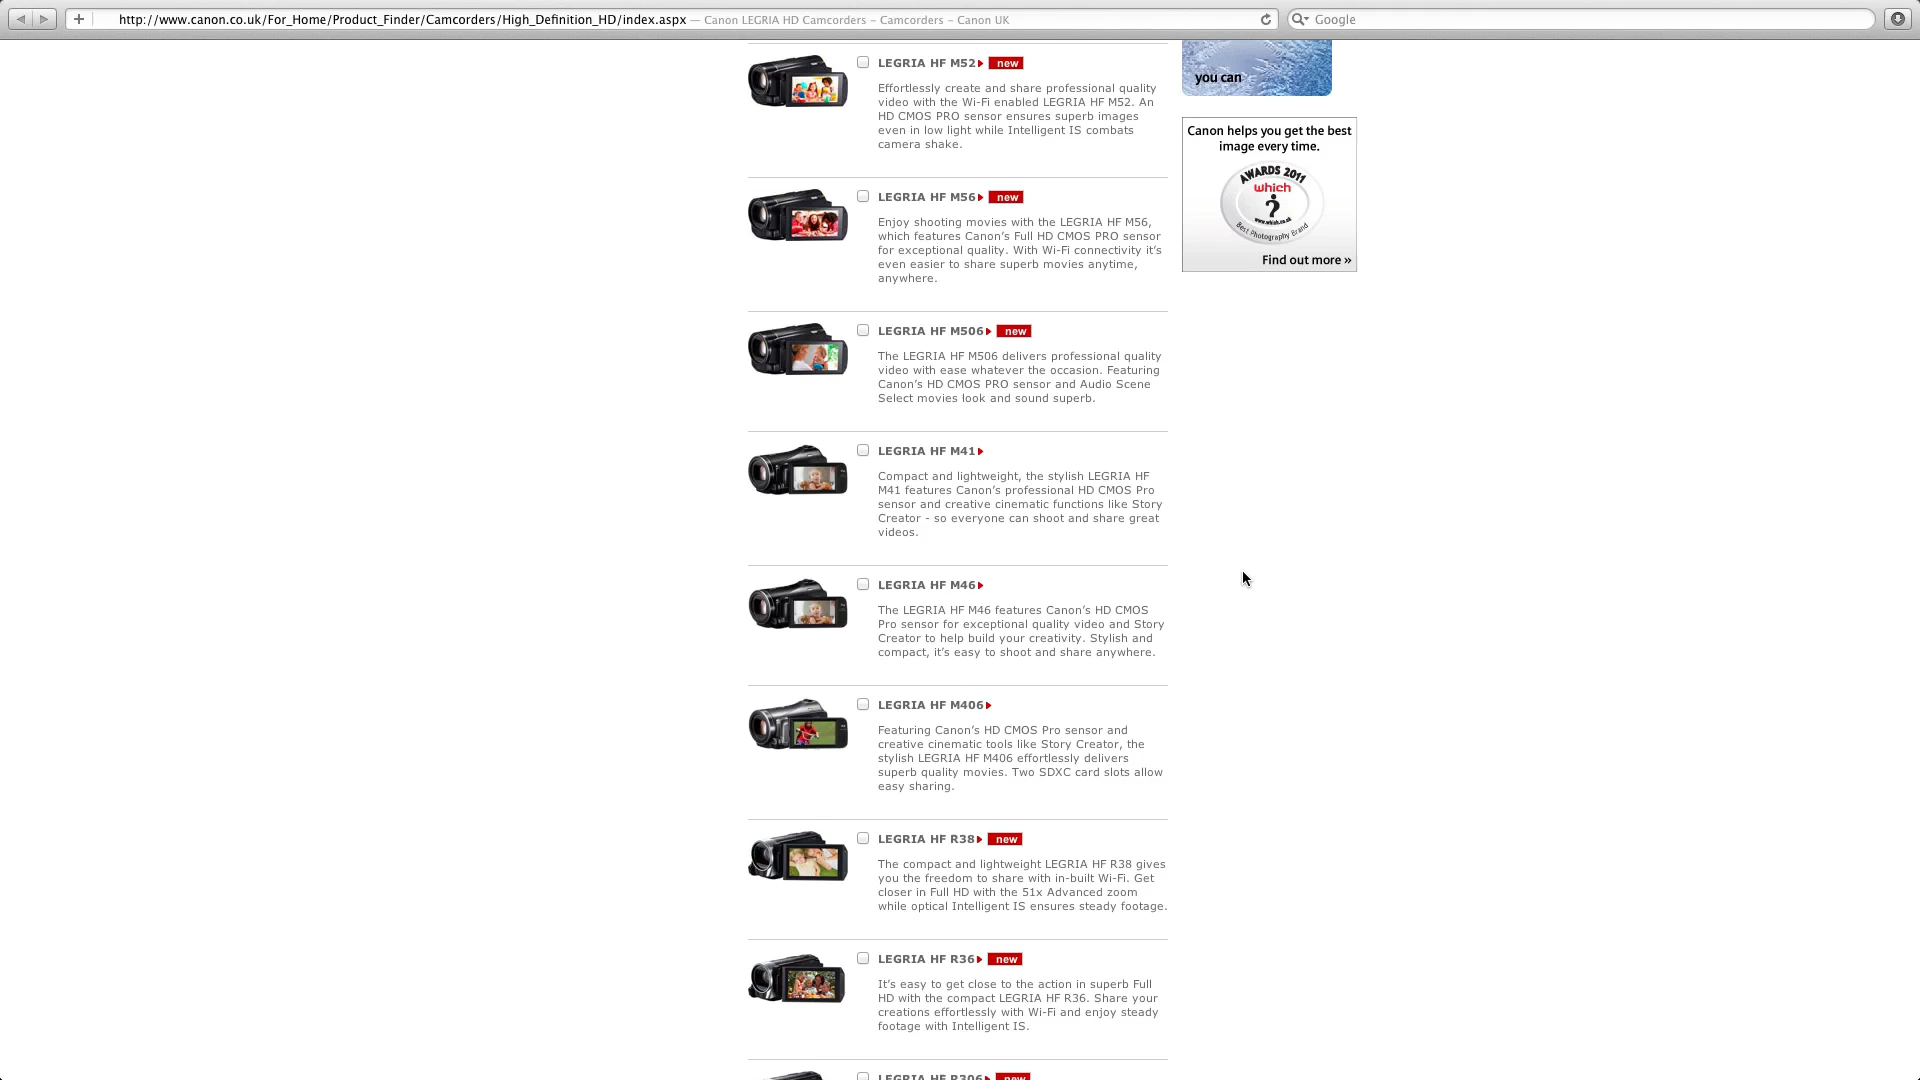 http://www.canon.co.uk/For_Home/Product_Finder/Camcorders/High_Definition_HD/index.aspx — Canon LEGRIA HD Camcorders – Camcorders – Canon UK
Google
LEGRIA HF M52 new
Effortlessly create and share professional quality
video with the Wi-Fi enabled LEGRIA HF M52. An
HD CMOS PRO sensor ensures superb images
even in low light while Intelligent IS combats
camera shake.
LEGRIA HF M56 new
Enjoy shooting movies with the LEGRIA HF M56,
which features Canon’s Full HD CMOS PRO sensor
for exceptional quality. With Wi-Fi connectivity it’s
even easier to share superb movies anytime,
anywhere.
LEGRIA HF M506 new
The LEGRIA HF M506 delivers professional quality
video with ease whatever the occasion. Featuring
Canon’s HD CMOS PRO sensor and Audio Scene
Select movies look and sound superb.
LEGRIA HF M41
Compact and lightweight, the stylish LEGRIA HF
M41 features Canon’s professional HD CMOS Pro
sensor and creative cinematic functions like Story
Creator - so everyone can shoot and share great
videos.
LEGRIA HF M46
The LEGRIA HF M46 features Canon’s HD CMOS
Pro sensor for exceptional quality video and Story
Creator to help build your creativity. Stylish and
compact, it’s easy to shoot and share anywhere.
LEGRIA HF M406
Featuring Canon’s HD CMOS Pro sensor and
creative cinematic tools like Story Creator, the
stylish LEGRIA HF M406 effortlessly delivers
superb quality movies. Two SDXC card slots allow
easy sharing.
LEGRIA HF R38 new
The compact and lightweight LEGRIA HF R38 gives
you the freedom to share with in-built Wi-Fi. Get
closer in Full HD with the 51x Advanced zoom
while optical Intelligent IS ensures steady footage.
LEGRIA HF R36 new
It’s easy to get close to the action in superb Full
HD with the compact LEGRIA HF R36. Share your
creations effortlessly with Wi-Fi and enjoy steady
footage with Intelligent IS.
LEGRIA HF R306 new
you can
Canon helps you get the best
image every time.
AWARDS 2011
which
www.which.co.uk
Best Photography Brand
Find out more »